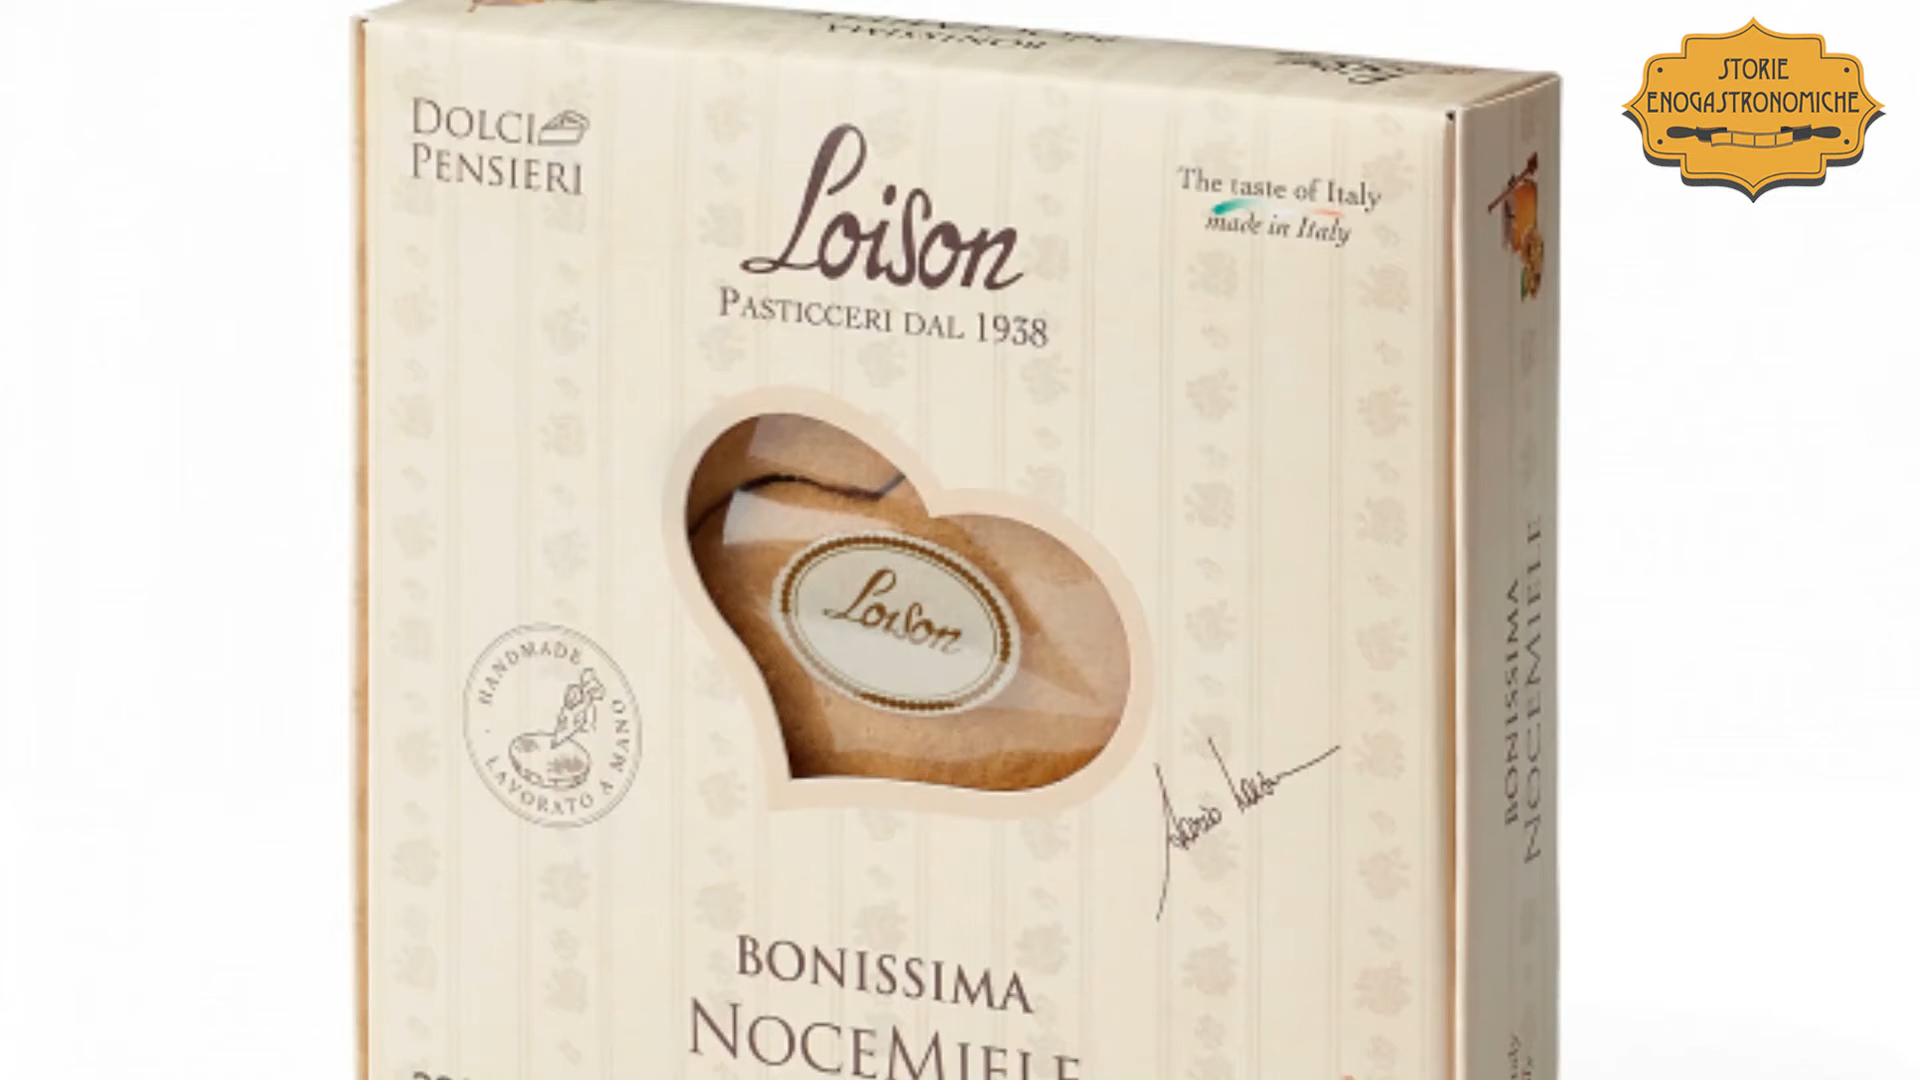 STORIE
ENOGASTRONOMICHE
BONISSIMA
DOLCI
PENSIERI
Loison
PASTICCERI DAL 1938
The taste of Italy
made in Italy
Loison
HANDMADE
LAVORATO A MANO
BONISSIMA
NOCEMIELE
BONISSIMA
NOCEMIELE